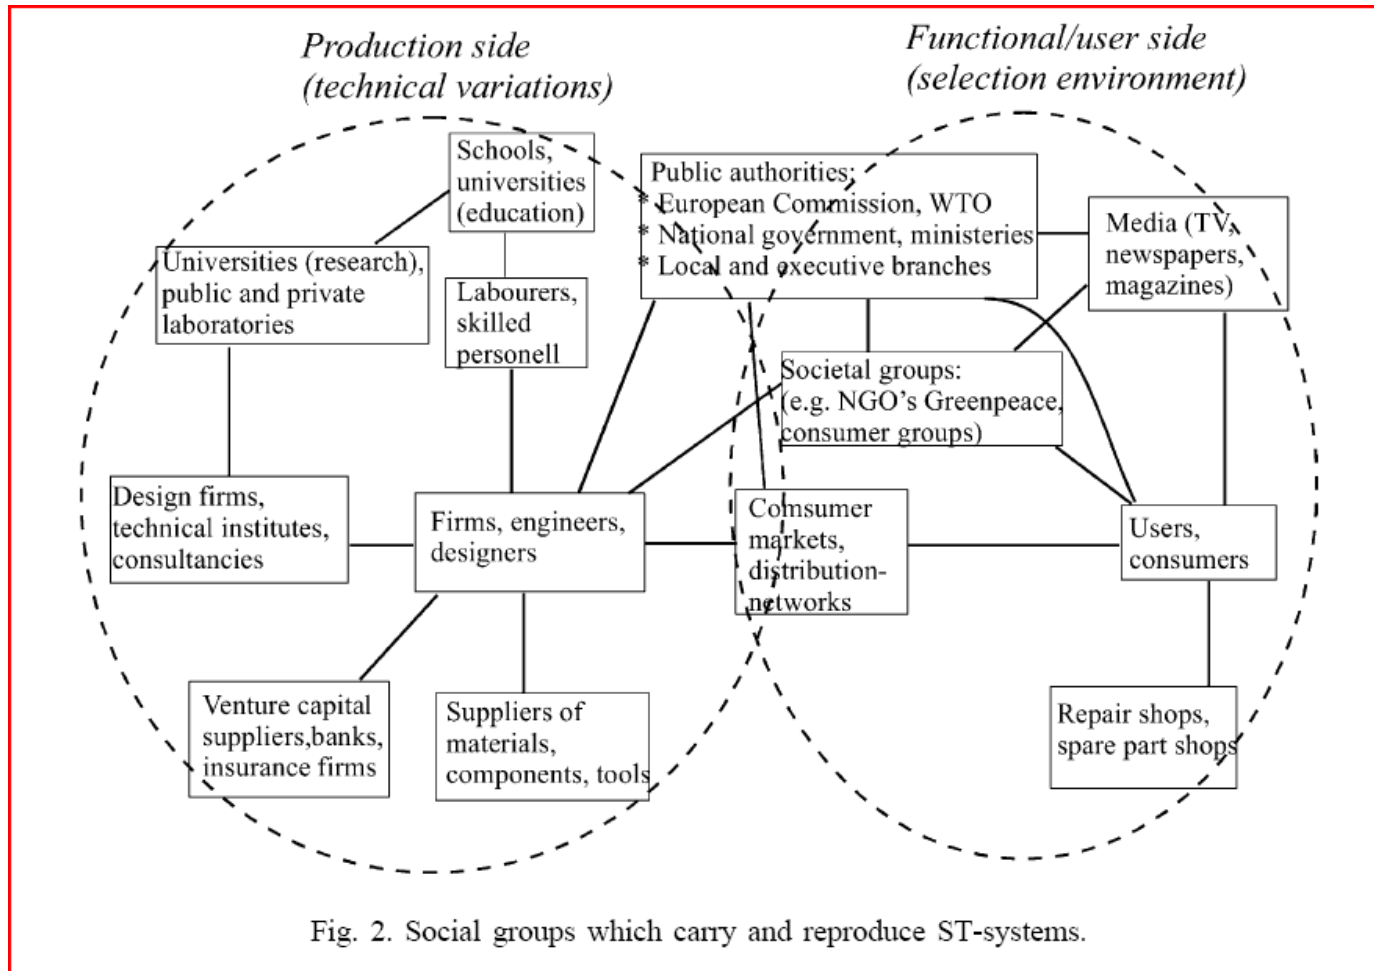 Production side
(technical variations)
Functional/user side
(selection environment)
Schools,
universities
(education)
Public authorities:
* European Commission, WTO
* National government, ministeries
* Local and executive branches
Media (TV,
newspapers,
magazines)
Universities (research),
public and private
laboratories
Labourers,
skilled
personell
Societal groups:
(e.g. NGO's Greenpeace,
consumer groups)
Design firms,
technical institutes,
consultancies
Firms, engineers,
designers
Comsumer
markets,
distribution-
networks
Users,
consumers
Venture capital
suppliers,banks,
insurance firms
Suppliers of
materials,
components, tools
Repair shops,
spare part shops
Fig. 2. Social groups which carry and reproduce ST-systems.